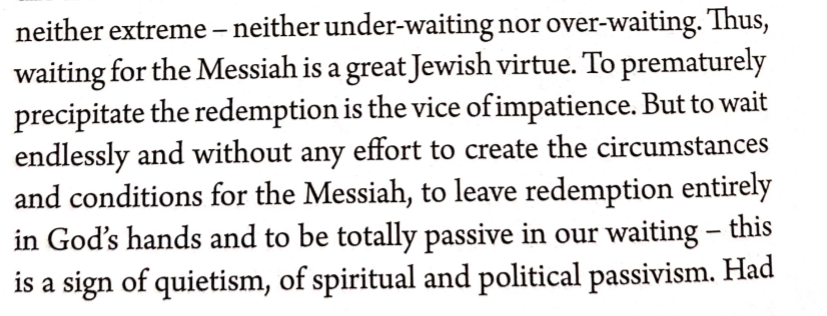 neither extreme – neither under-waiting nor over-waiting. Thus,
waiting for the Messiah is a great Jewish virtue. To prematurely
precipitate the redemption is the vice of impatience. But to wait
endlessly and without any effort to create the circumstances
and conditions for the Messiah, to leave redemption entirely
in God’s hands and to be totally passive in our waiting – this
is a sign of quietism, of spiritual and political passivism. Had